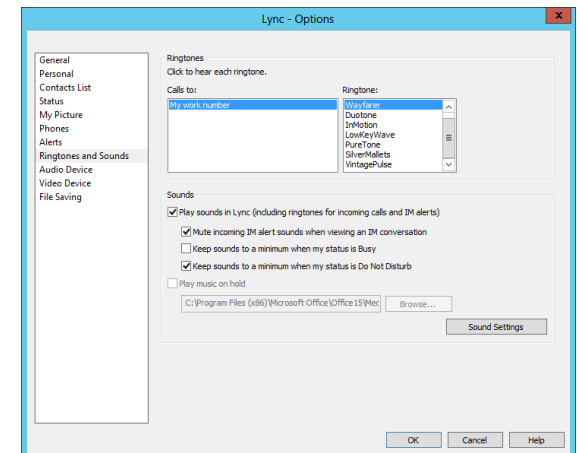 Lync - Options
x
General
Personal
Contacts List
Status
My Picture
Phones
Alerts
Ringtones and Sounds
Audio Device
Video Device
File Saving
Ringtones
Click to hear each ringtone.
Calls to:
My work number
Ringtone:
Wayfarer
Duotone
InMotion
LowKeyWave
PureTone
SilverMallets
VintagePulse
Sounds
Play sounds in Lync (including ringtones for incoming calls and IM alerts)
Mute incoming IM alert sounds when viewing an IM conversation
Keep sounds to a minimum when my status is Busy
Keep sounds to a minimum when my status is Do Not Disturb
Play music on hold
C:\Program Files (x86)\Microsoft Office\Office15\Mec
Browse...
Sound Settings
OK
Cancel
Help